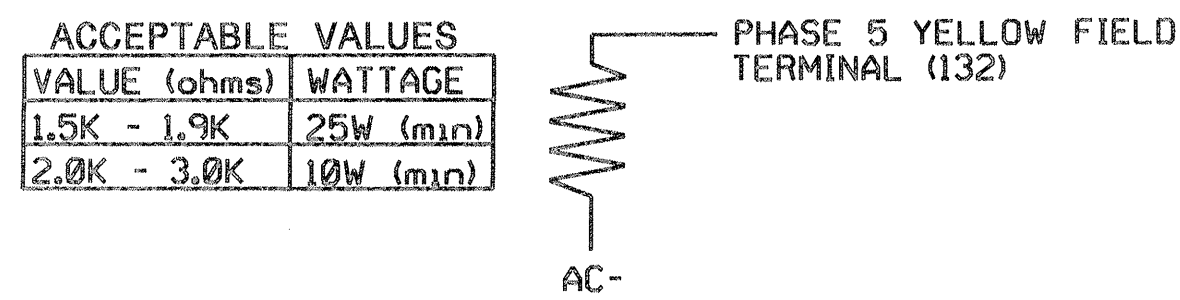 ACCEPTABLE VALUES
VALUE (ohms) WATTAGE
1.5K - 1.9K 25W (min)
2.0K - 3.0K 10W (min)
PHASE 5 YELLOW FIELD
TERMINAL (132)
AC-